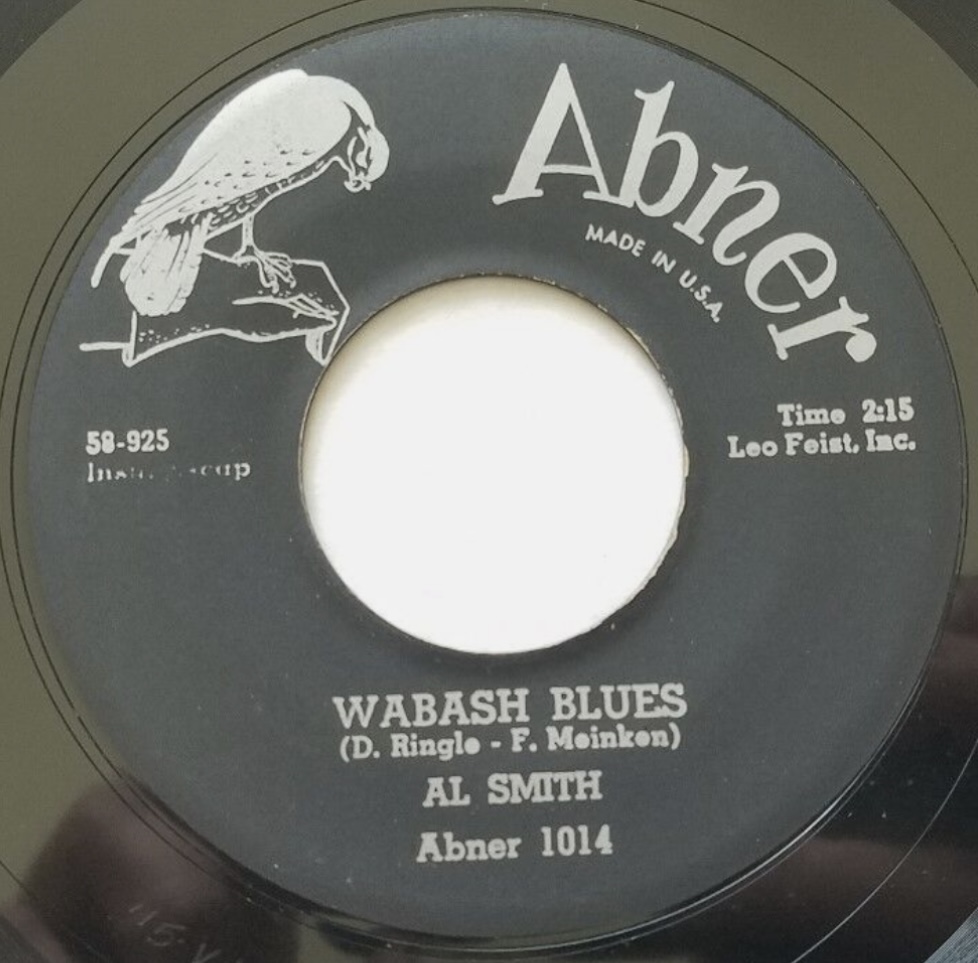 Abner
MADE IN U.S.A.
58-925
Time 2:15
Leo Feist, Inc.
WABASH BLUES
(D. Ringle - F. Meinken)
AL SMITH
Abner 1014